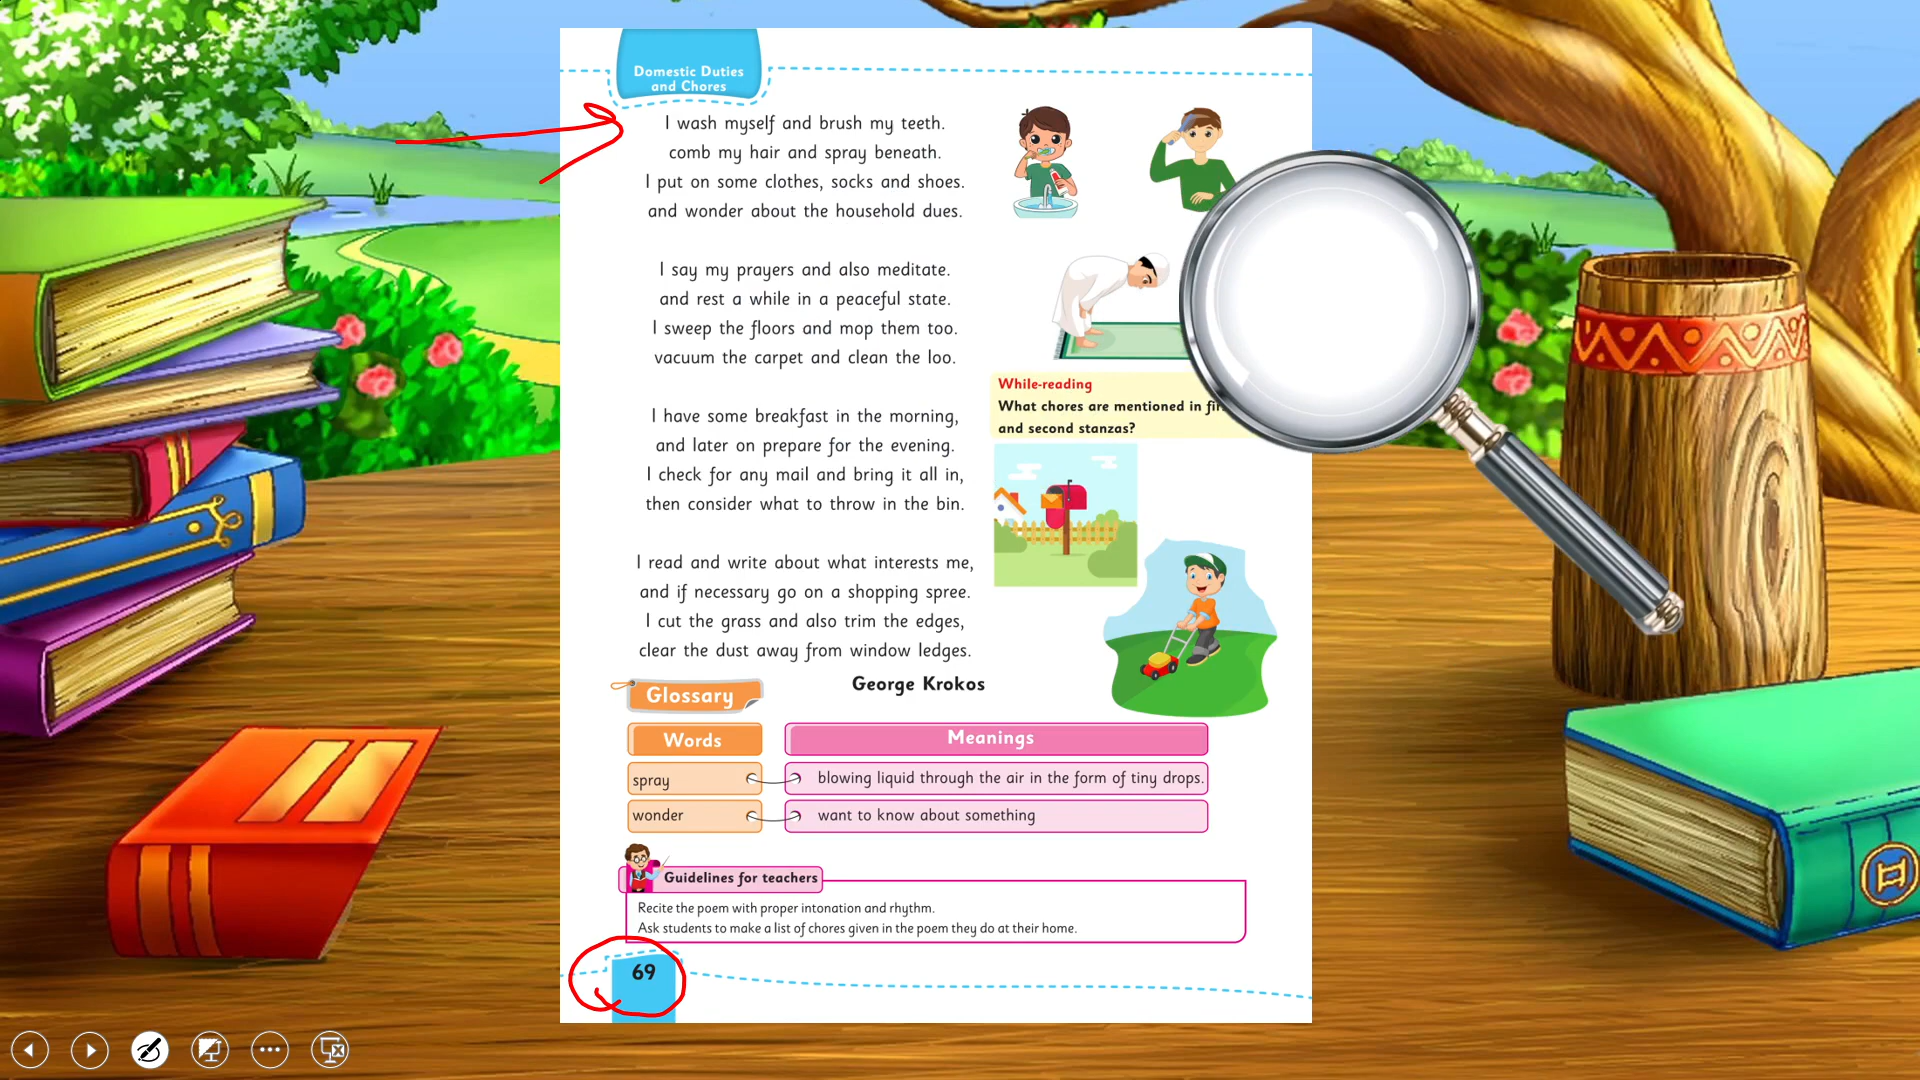 Domestic Duties
and Chores
I wash myself and brush my teeth.
comb my hair and spray beneath.
I put on some clothes, socks and shoes.
and wonder about the household dues.
I say my prayers and also meditate.
and rest a while in a peaceful state.
I sweep the floors and mop them too.
vacuum the carpet and clean the loo.
I have some breakfast in the morning,
and later on prepare for the evening.
I check for any mail and bring it all in,
then consider what to throw in the bin.
I read and write about what interests me,
and if necessary go on a shopping spree.
I cut the grass and also trim the edges,
clear the dust away from window ledges.
George Krokos
While-reading
What chores are mentioned in
and second stanzas?
Glossary
Words
Meanings
spray
blowing liquid through the air in the form of tiny drops.
wonder
want to know about something
Guidelines for teachers
Recite the poem with proper intonation and rhythm.
Ask students to make a list of chores given in the poem they do at their home.
69